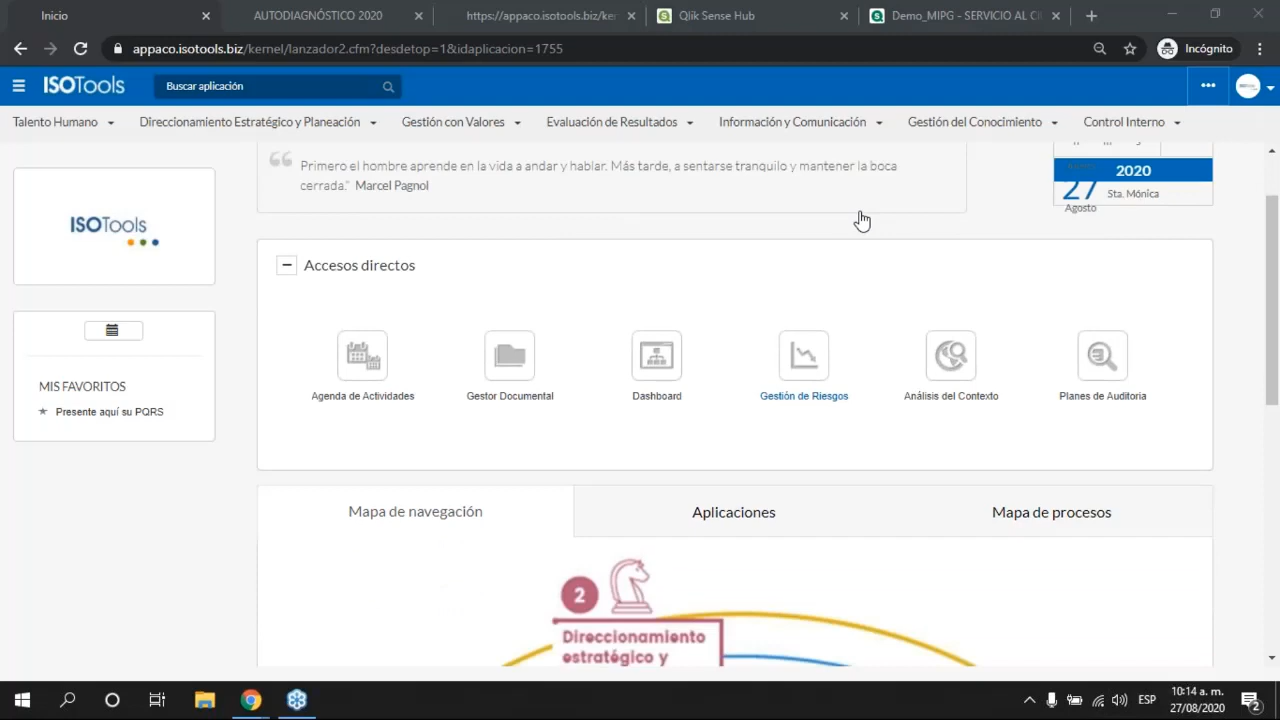 Inicio
AUTODIAGNÓSTICO 2020
https://appaco.isotools.biz/ker
Qlik Sense Hub
Demo_MIPG - SERVICIO AL CI
appaco.isotools.biz/kernel/lanzador2.cfm?desdetop=1&idaplicacion=1755
Incógnito
ISOTools
Buscar aplicación
Talento Humano
Direccionamiento Estratégico y Planeación
Gestión con Valores
Evaluación de Resultados
Información y Comunicación
Gestión del Conocimiento
Control Interno
Primero el hombre aprende en la vida a andar y hablar. Más tarde, a sentarse tranquilo y mantener la boca
cerrada." Marcel Pagnol
2020
27
Sta. Mónica
Agosto
ISOTools
MIS FAVORITOS
Presente aquí su PQRS
Accesos directos
Agenda de Actividades
Gestor Documental
Dashboard
Gestión de Riesgos
Análisis del Contexto
Planes de Auditoria
Mapa de navegación
Aplicaciones
Mapa de procesos
2
Direccionamiento
estratégico y
ESP
10:14 a. m.
27/08/2020
2